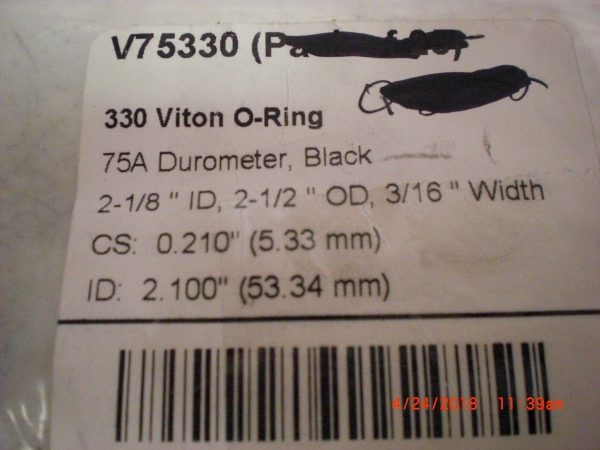 V75330 (Pa
330 Viton O-Ring
75A Durometer, Black
2-1/8 " ID, 2-1/2 " OD, 3/16 " Width
CS: 0.210" (5.33 mm)
ID: 2.100" (53.34 mm)
4/24/2018 11:39am